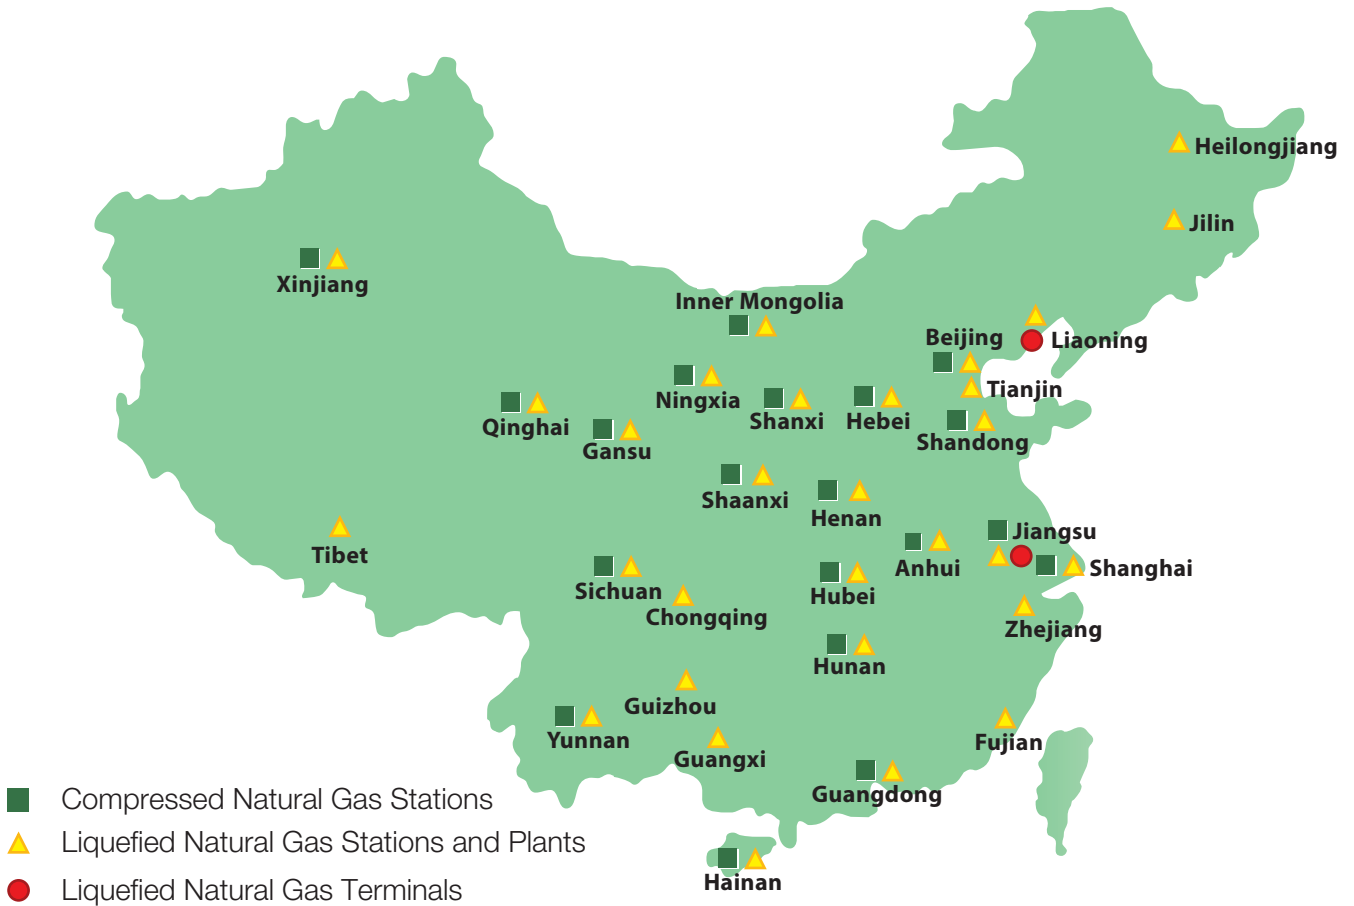 Heilongjiang
Jilin
Xinjiang
Inner Mongolia
Beijing
Liaoning
Tianjin
Ningxia
Shanxi
Hebei
Qinghai
Gansu
Shandong
Shaanxi
Henan
Jiangsu
Tibet
Anhui
Shanghai
Sichuan
Hubei
Chongqing
Zhejiang
Hunan
Guizhou
Yunnan
Fujian
Guangxi
Guangdong
Hainan
Compressed Natural Gas Stations
Liquefied Natural Gas Stations and Plants
Liquefied Natural Gas Terminals